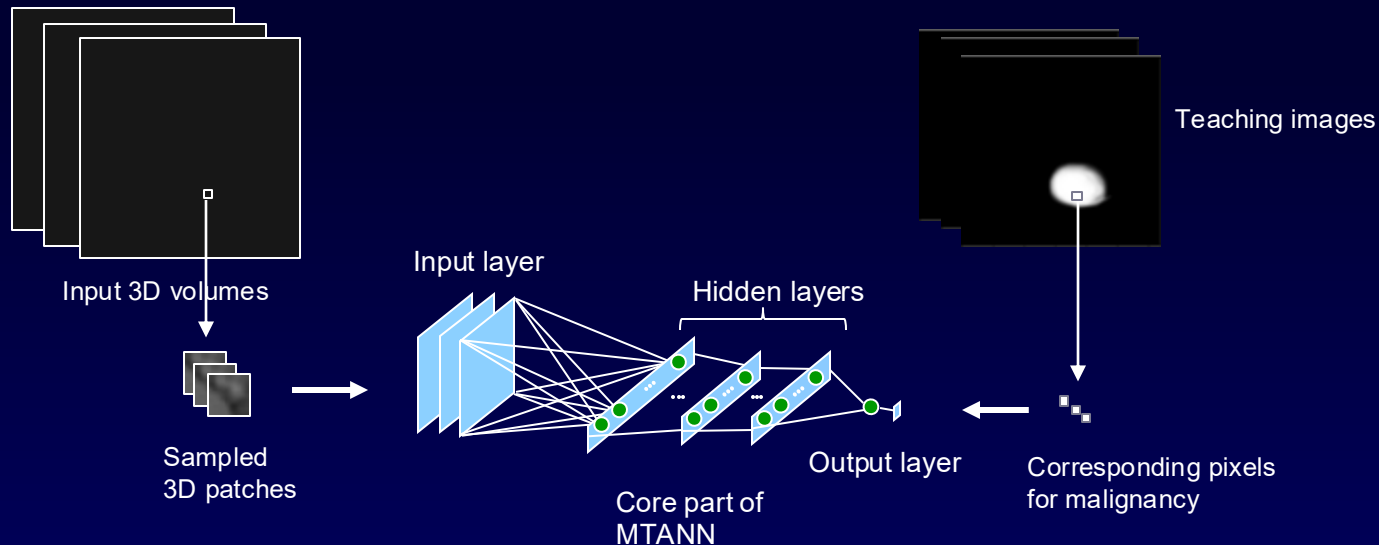 Teaching images
Input layer
Input 3D volumes
Hidden layers
Sampled
3D patches
Output layer
Corresponding pixels
for malignancy
Core part of
MTANN